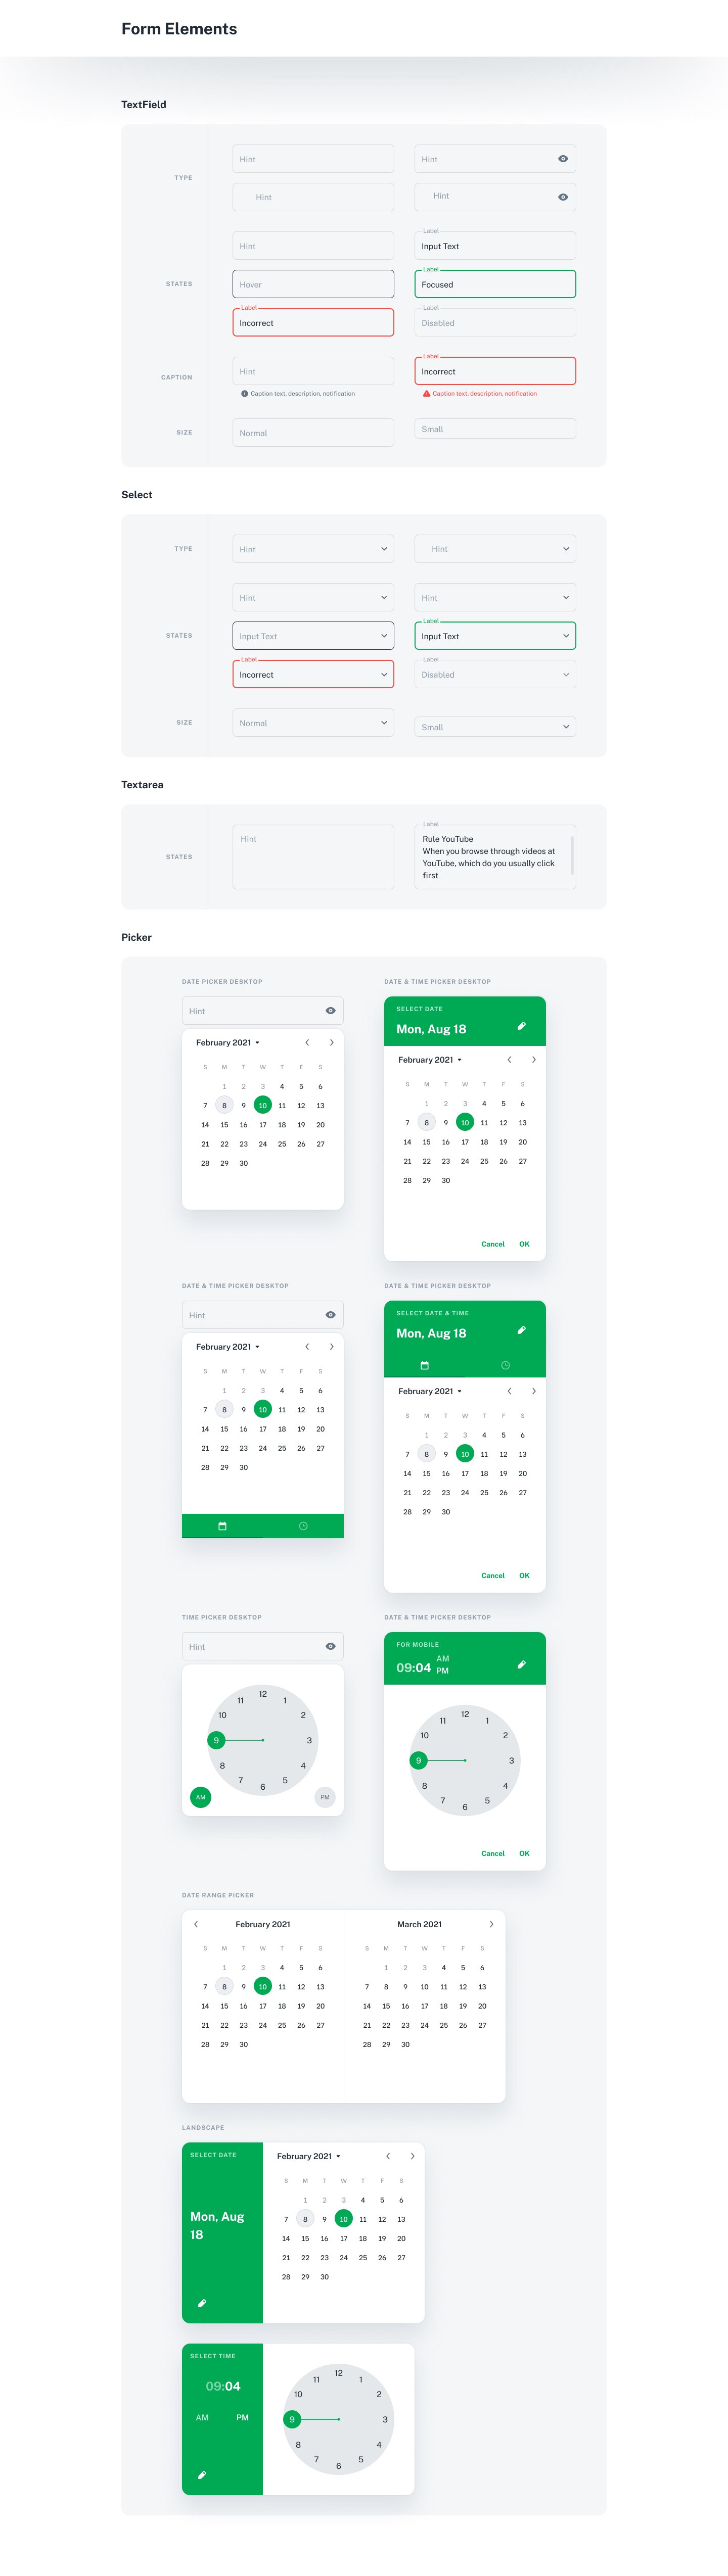 Form Elements
TextField
TYPE
Hint
Hint
Hint
Hint
STATES
Hint
Label
Input Text
Hover
Label
Focused
Label
Incorrect
Label
Disabled
CAPTION
Hint
Caption text, description, notification
Label
Incorrect
Caption text, description, notification
SIZE
Normal
Small
Select
TYPE
Hint
Hint
STATES
Hint
Hint
Input Text
Label
Input Text
Label
Incorrect
Label
Disabled
SIZE
Normal
Small
Textarea
STATES
Hint
Label
Rule YouTube
When you browse through videos at
YouTube, which do you usually click
first
Picker
DATE PICKER DESKTOP
Hint
February 2021
S M T W T F S
1 2 3 4 5 6
7 8 9 10 11 12 13
14 15 16 17 18 19 20
21 22 23 24 25 26 27
28 29 30
DATE & TIME PICKER DESKTOP
SELECT DATE
Mon, Aug 18
February 2021
S M T W T F S
1 2 3 4 5 6
7 8 9 10 11 12 13
14 15 16 17 18 19 20
21 22 23 24 25 26 27
28 29 30
Cancel OK
DATE & TIME PICKER DESKTOP
Hint
February 2021
S M T W T F S
1 2 3 4 5 6
7 8 9 10 11 12 13
14 15 16 17 18 19 20
21 22 23 24 25 26 27
28 29 30
DATE & TIME PICKER DESKTOP
SELECT DATE & TIME
Mon, Aug 18
February 2021
S M T W T F S
1 2 3 4 5 6
7 8 9 10 11 12 13
14 15 16 17 18 19 20
21 22 23 24 25 26 27
28 29 30
Cancel OK
TIME PICKER DESKTOP
Hint
12
11 1
10 2
9 3
8 4
7 5
6
AM PM
DATE & TIME PICKER DESKTOP
FOR MOBILE
09:04 AM
PM
12
11 1
10 2
9 3
8 4
7 5
6
Cancel OK
DATE RANGE PICKER
February 2021
S M T W T F S
1 2 3 4 5 6
7 8 9 10 11 12 13
14 15 16 17 18 19 20
21 22 23 24 25 26 27
28 29 30
March 2021
S M T W T F S
1 2 3 4 5 6
7 8 9 10 11 12 13
14 15 16 17 18 19 20
21 22 23 24 25 26 27
28 29 30
LANDSCAPE
SELECT DATE
Mon, Aug
18
February 2021
S M T W T F S
1 2 3 4 5 6
7 8 9 10 11 12 13
14 15 16 17 18 19 20
21 22 23 24 25 26 27
28 29 30
SELECT TIME
09:04
AM PM
12
11 1
10 2
9 3
8 4
7 5
6